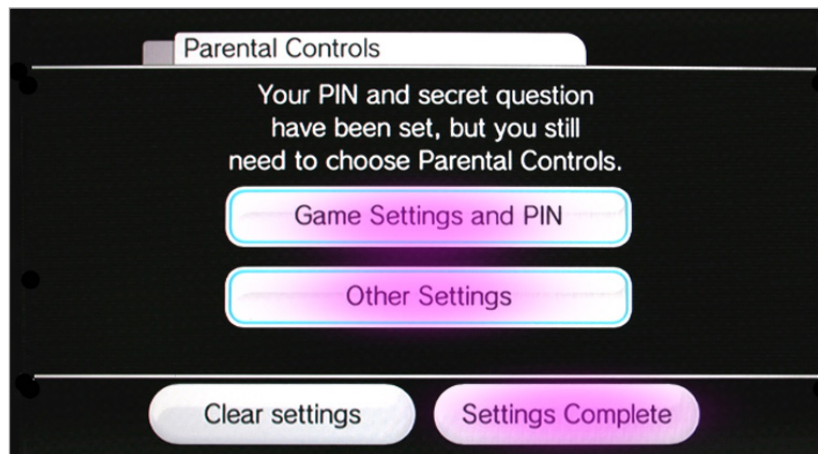 Parental Controls
Your PIN and secret question
have been set, but you still
need to choose Parental Controls.
Game Settings and PIN
Other Settings
Clear settings
Settings Complete